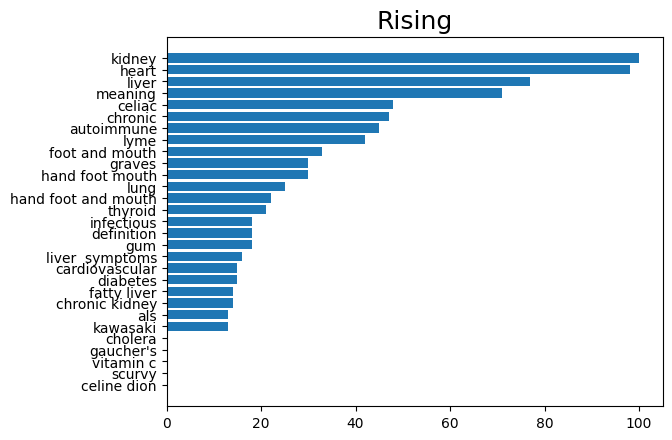 Rising
kidney
heart
liver
meaning
celiac
chronic
autoimmune
lyme
foot and mouth
graves
hand foot mouth
lung
hand foot and mouth
thyroid
infectious
definition
gum
liver  symptoms
cardiovascular
diabetes
fatty liver
chronic kidney
als
kawasaki
cholera
gaucher's
vitamin c
scurvy
celine dion
0 20 40 60 80 100